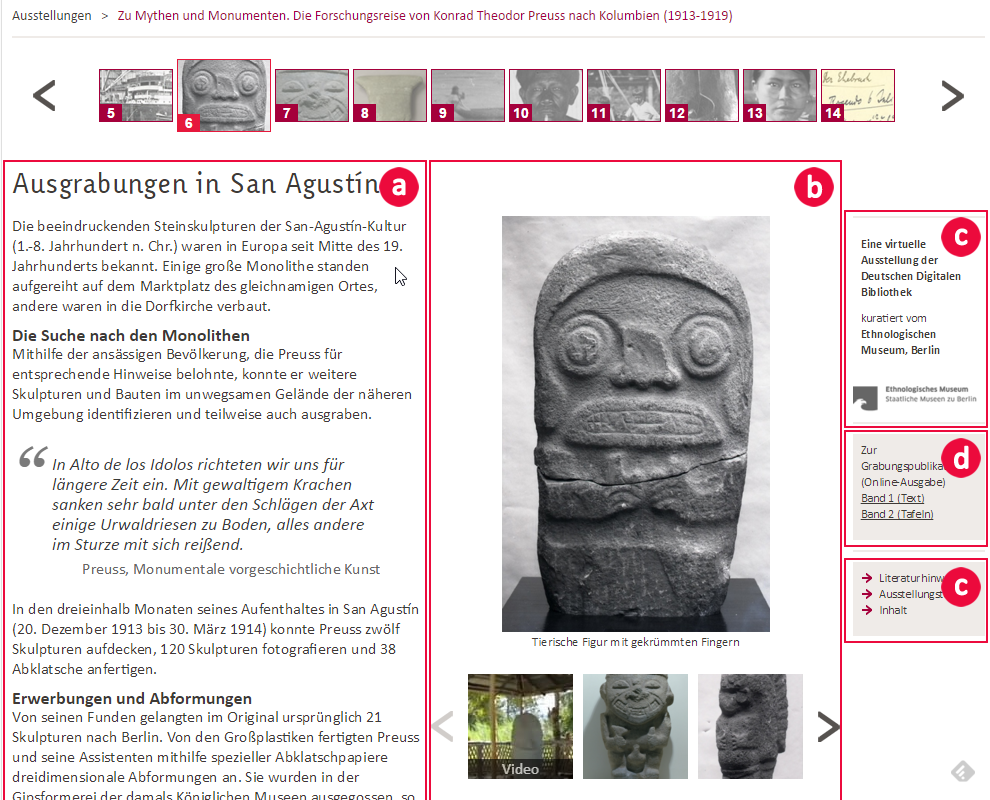 Ausstellungen > Zu Mythen und Monumenten. Die Forschungsreise von Konrad Theodor Preuss nach Kolumbien (1913-1919)
5
6
7
8
9
10
11
12
13
14
Ausgrabungen in San Agustín
a
Die beeindruckenden Steinskulpturen der San-Agustín-Kultur
(1.-8. Jahrhundert n. Chr.) waren in Europa seit Mitte des 19.
Jahrhunderts bekannt. Einige große Monolithe standen
aufgereiht auf dem Marktplatz des gleichnamigen Ortes,
andere waren in die Dorfkirche verbaut.
Die Suche nach den Monolithen
Mithilfe der ansässigen Bevölkerung, die Preuss für
entsprechende Hinweise belohnte, konnte er weitere
Skulpturen und Bauten im unwegsamen Gelände der näheren
Umgebung identifizieren und teilweise auch ausgraben.
“ In Alto de los Idolos richteten wir uns für
längere Zeit ein. Mit gewaltigem Krachen
sanken sehr bald unter den Schlägen der Axt
einige Urwaldriesen zu Boden, alles andere
im Sturze mit sich reißend.
Preuss, Monumentale vorgeschichtliche Kunst
In den dreieinhalb Monaten seines Aufenthaltes in San Agustín
(20. Dezember 1913 bis 30. März 1914) konnte Preuss zwölf
Skulpturen aufdecken, 120 Skulpturen fotografieren und 38
Abklatsche anfertigen.
Erwerbungen und Abformungen
Von seinen Funden gelangten im Original ursprünglich 21
Skulpturen nach Berlin. Von den Großplastiken fertigten Preuss
und seine Assistenten mithilfe spezieller Abklatschpapiere
dreidimensionale Abformungen an. Sie wurden in der
Gipsformerei der damals Königlichen Museen ausgegossen, so
b
Tierische Figur mit gekrümmten Fingern
Video
c
Eine virtuelle
Ausstellung der
Deutschen Digitalen
Bibliothek
kuratiert vom
Ethnologischen
Museum, Berlin
Ethnologisches Museum
Staatliche Museen zu Berlin
d
Zur
Grabungspublika
(Online-Ausgabe)
Band 1 (Text)
Band 2 (Tafeln)
c
Literaturhinw
Ausstellungst
Inhalt